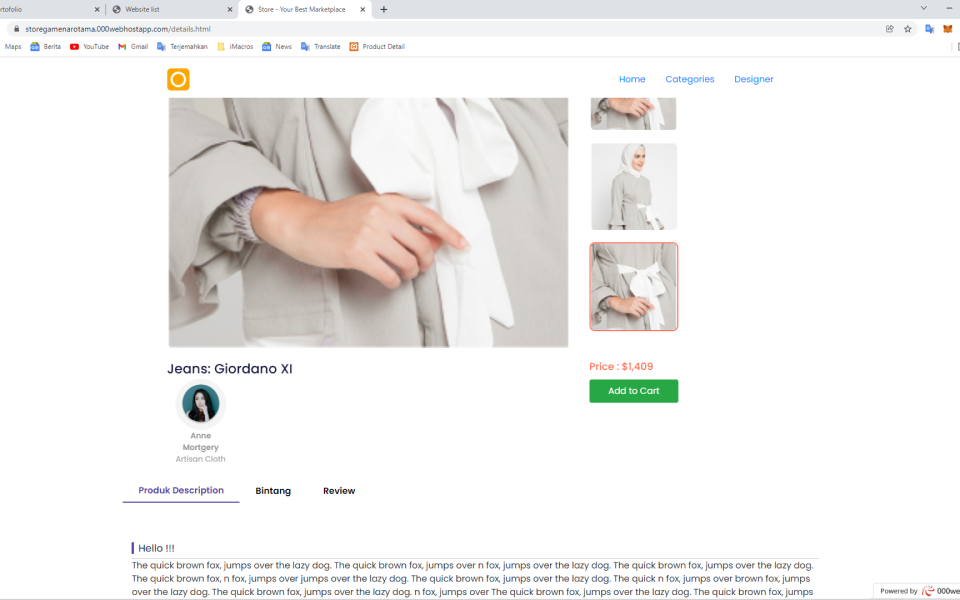 rtofolio
Website list
Store - Your Best Marketplace
storegamenarotama.000webhostapp.com/details.html
Maps
Berita
YouTube
Gmail
Terjemahkan
iMacros
News
Translate
Product Detail
Home
Categories
Designer
Jeans: Giordano XI
Price : $1,409
Add to Cart
Anne
Mortgery
Artisan Cloth
Produk Description
Bintang
Review
Hello !!!
The quick brown fox, jumps over the lazy dog. The quick brown fox, jumps over n fox, jumps over the lazy dog. The quick brown fox, jumps over the lazy dog.
The quick brown fox, n fox, jumps over jumps over the lazy dog. The quick brown fox, jumps over the lazy dog. The quick n fox, jumps over brown fox, jumps
over the lazy dog. The quick brown fox, jumps over the lazy dog. n fox, jumps over The quick brown fox, jumps over the lazy dog. The quick brown fox, jumps
Powered by
000we